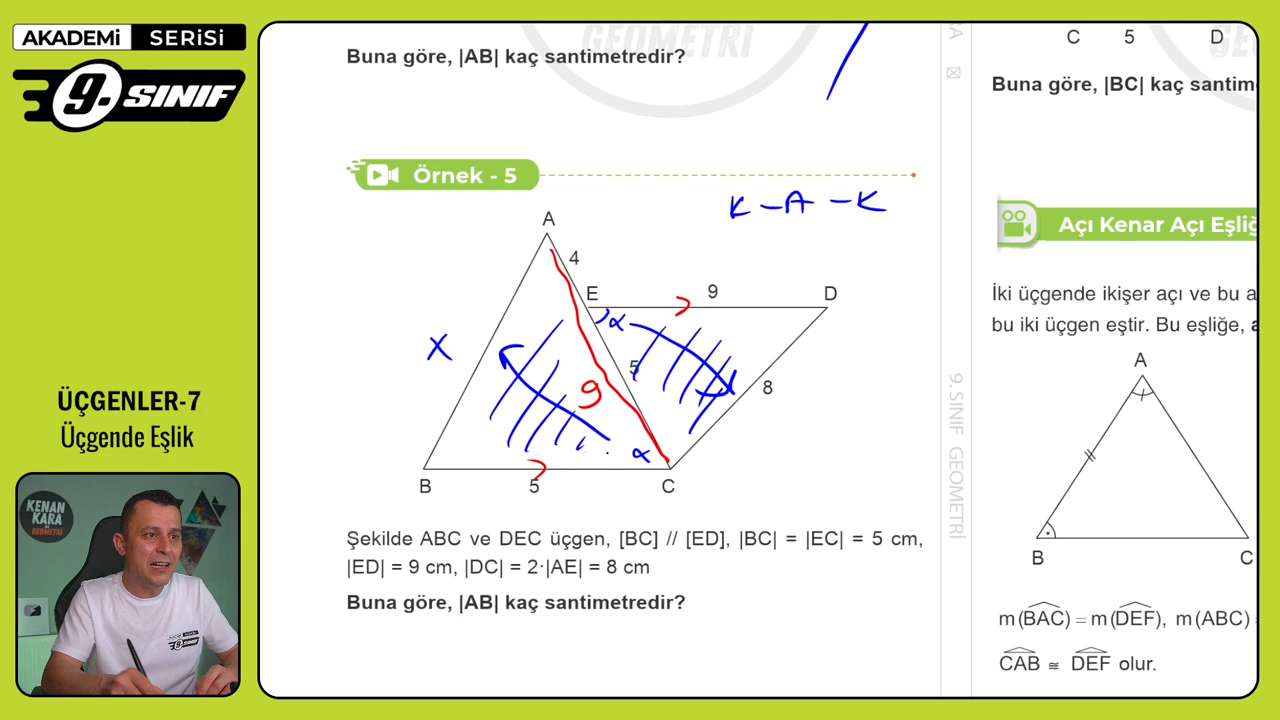 AKADEMİ SERİSİ
9. SINIF
ÜÇGENLER-7
Üçgende Eşlik
KENAN
KARA
GEOMETRİ
9.SINIF
GEOMETRİ
Buna göre, |AB| kaç santimetredir?
Örnek - 5
K - A - K
A
4
E
9
D
α
x
5
9
8
α
B
5
C
Şekilde ABC ve DEC üçgen, [BC] // [ED], |BC| = |EC| = 5 cm,
|ED| = 9 cm, |DC| = 2·|AE| = 8 cm
Buna göre, |AB| kaç santimetredir?
9.SINIF GEOMETRİ
C 5 D
Buna göre, |BC| kaç santim
Açı Kenar Açı Eşliğ
İki üçgende ikişer açı ve bu a
bu iki üçgen eştir. Bu eşliğe, a
A
B
C
m(BAC) = m(DEF), m(ABC) =
CAB ≅ DEF olur.